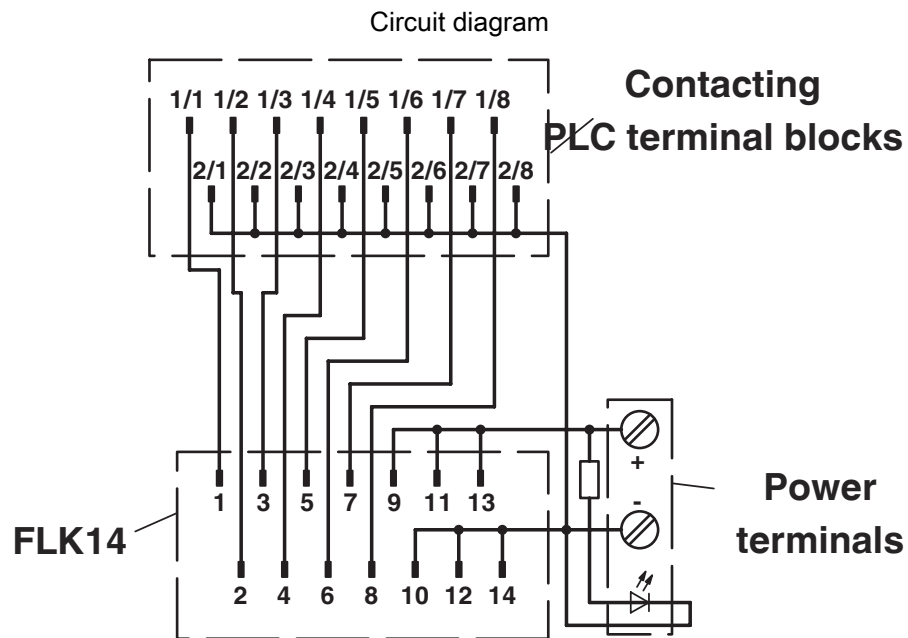 Circuit diagram
1/1 1/2 1/3 1/4 1/5 1/6 1/7 1/8
Contacting
PLC terminal blocks
2/1 2/2 2/3 2/4 2/5 2/6 2/7 2/8
+
1 3 5 7 9 11 13
-
Power
terminals
FLK14
2 4 6 8 10 12 14